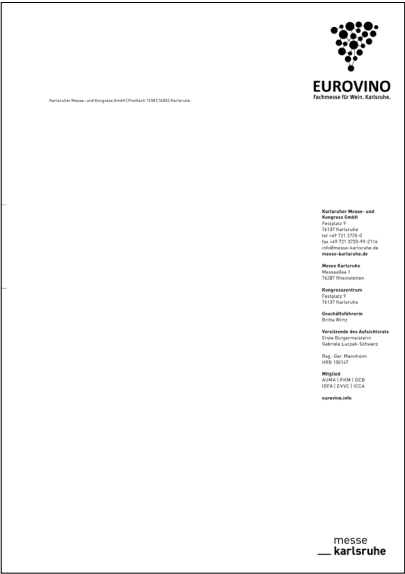 EUROVINO
Fachmesse für Wein. Karlsruhe.
Karlsruher Messe- und Kongress GmbH | Postfach 1208 | 76002 Karlsruhe
Karlsruher Messe- und
Kongress GmbH
Festplatz 9
76137 Karlsruhe
tel +49 721 3720-0
fax +49 721 3720-99-2116
info@messe-karlsruhe.de
messe-karlsruhe.de
Messe Karlsruhe
Messeallee 1
76287 Rheinstetten
Kongresszentrum
Festplatz 9
76137 Karlsruhe
Geschäftsführerin
Britta Wirtz
Vorsitzende des Aufsichtsrats
Erste Bürgermeisterin
Gabriele Luczak-Schwarz
Reg.-Ger. Mannheim
HRB 100147
Mitglied
AUMA | FKM | GCB
IDFA | EVVC | ICCA
eurovino.info
messe
karlsruhe